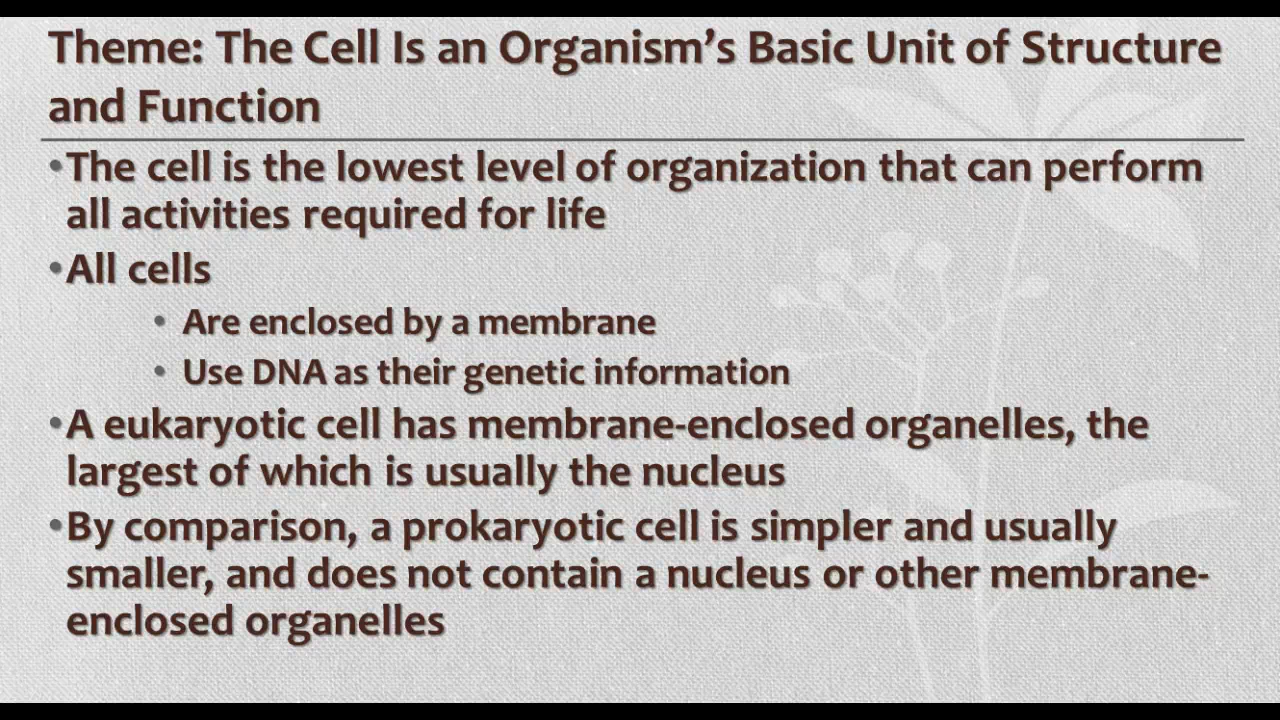 Theme: The Cell Is an Organism’s Basic Unit of Structure
and Function
•The cell is the lowest level of organization that can perform
all activities required for life
•All cells
• Are enclosed by a membrane
• Use DNA as their genetic information
•A eukaryotic cell has membrane-enclosed organelles, the
largest of which is usually the nucleus
•By comparison, a prokaryotic cell is simpler and usually
smaller, and does not contain a nucleus or other membrane-
enclosed organelles